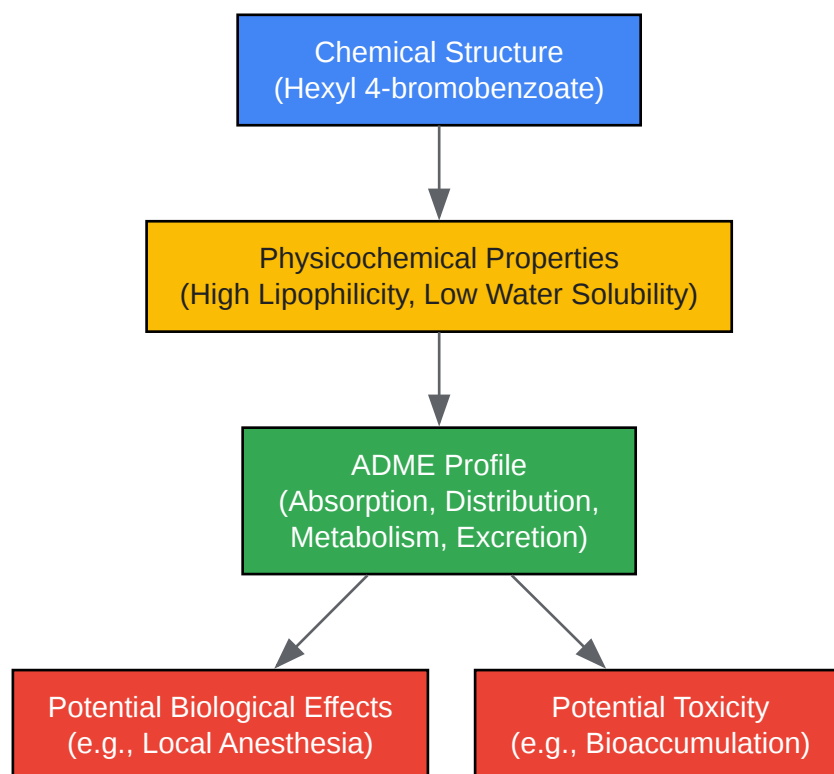 Chemical Structure
(Hexyl 4-bromobenzoate)
Physicochemical Properties
(High Lipophilicity, Low Water Solubility)
ADME Profile
(Absorption, Distribution,
Metabolism, Excretion)
Potential Biological Effects
(e.g., Local Anesthesia)
Potential Toxicity
(e.g., Bioaccumulation)